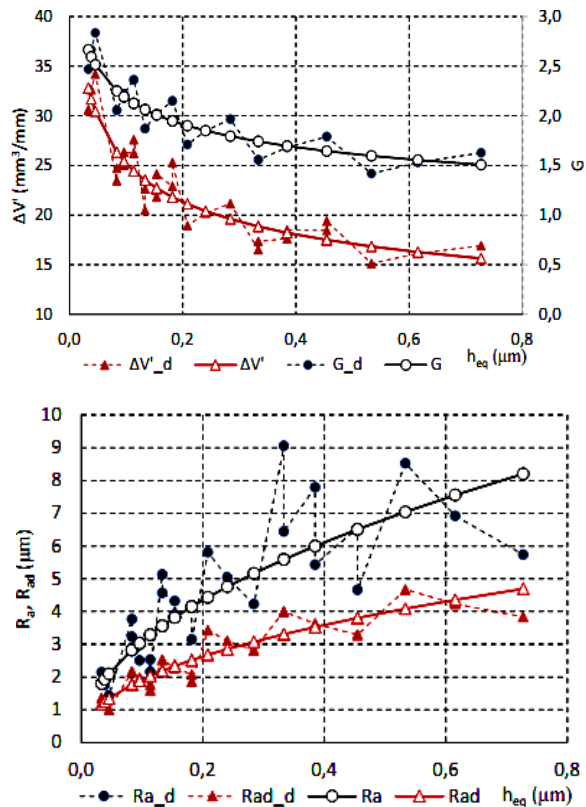 40 3,0
35 2,5
30 2,0
25 1,5
20 1,0
15 0,5
10 0,0
ΔV' (mm³/mm)
G
0,0 0,2 0,4 0,6 0,8
ΔV'_d ΔV' G_d G h_eq (μm)
10
9
8
7
6
5
4
3
2
1
0
R_a, R_ad (μm)
0,0 0,2 0,4 0,6 0,8
Ra_d Rad_d Ra Rad h_eq (μm)